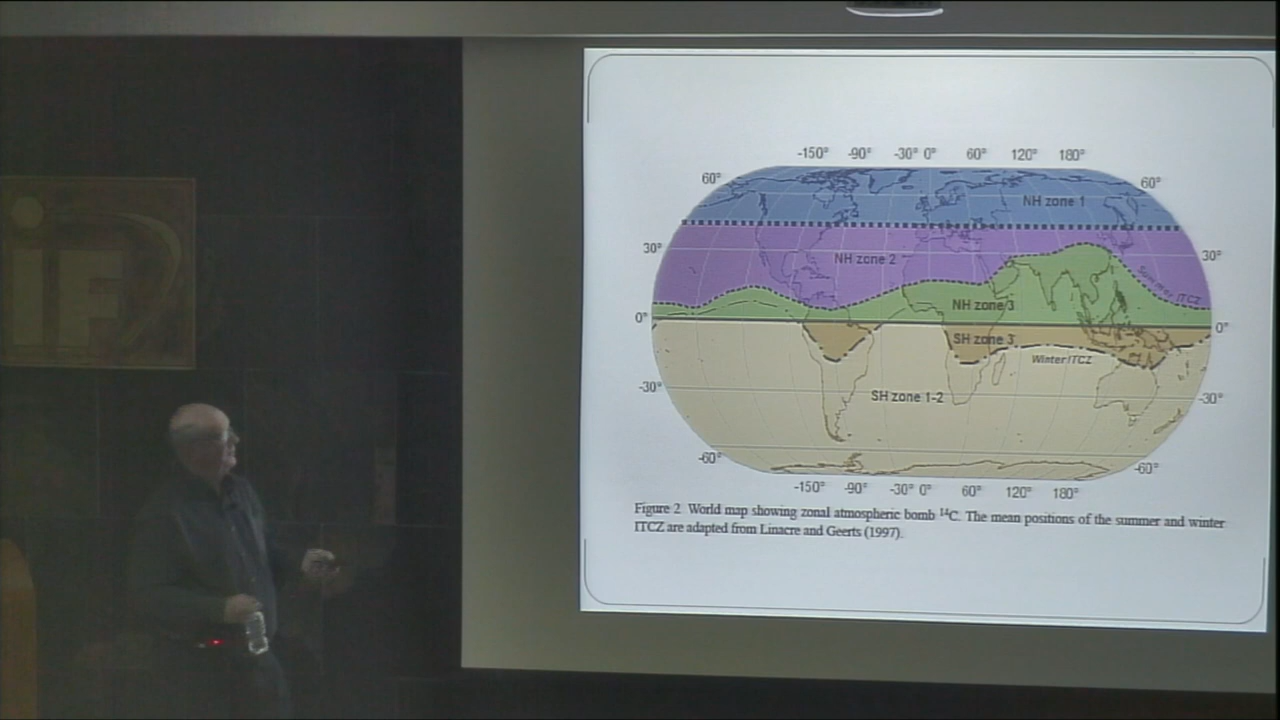 iF
-150° -90° -30° 0° 60° 120° 180°
60° 60°
NH zone 1
30° 30°
NH zone 2
Summer ITCZ
NH zone 3
0° 0°
SH zone 3
Winter ITCZ
-30° -30°
SH zone 1-2
-60° -60°
-150° -90° -30° 0° 60° 120° 180°
Figure 2 World map showing zonal atmospheric bomb ¹⁴C. The mean positions of the summer and winter
ITCZ are adapted from Linacre and Geerts (1997).